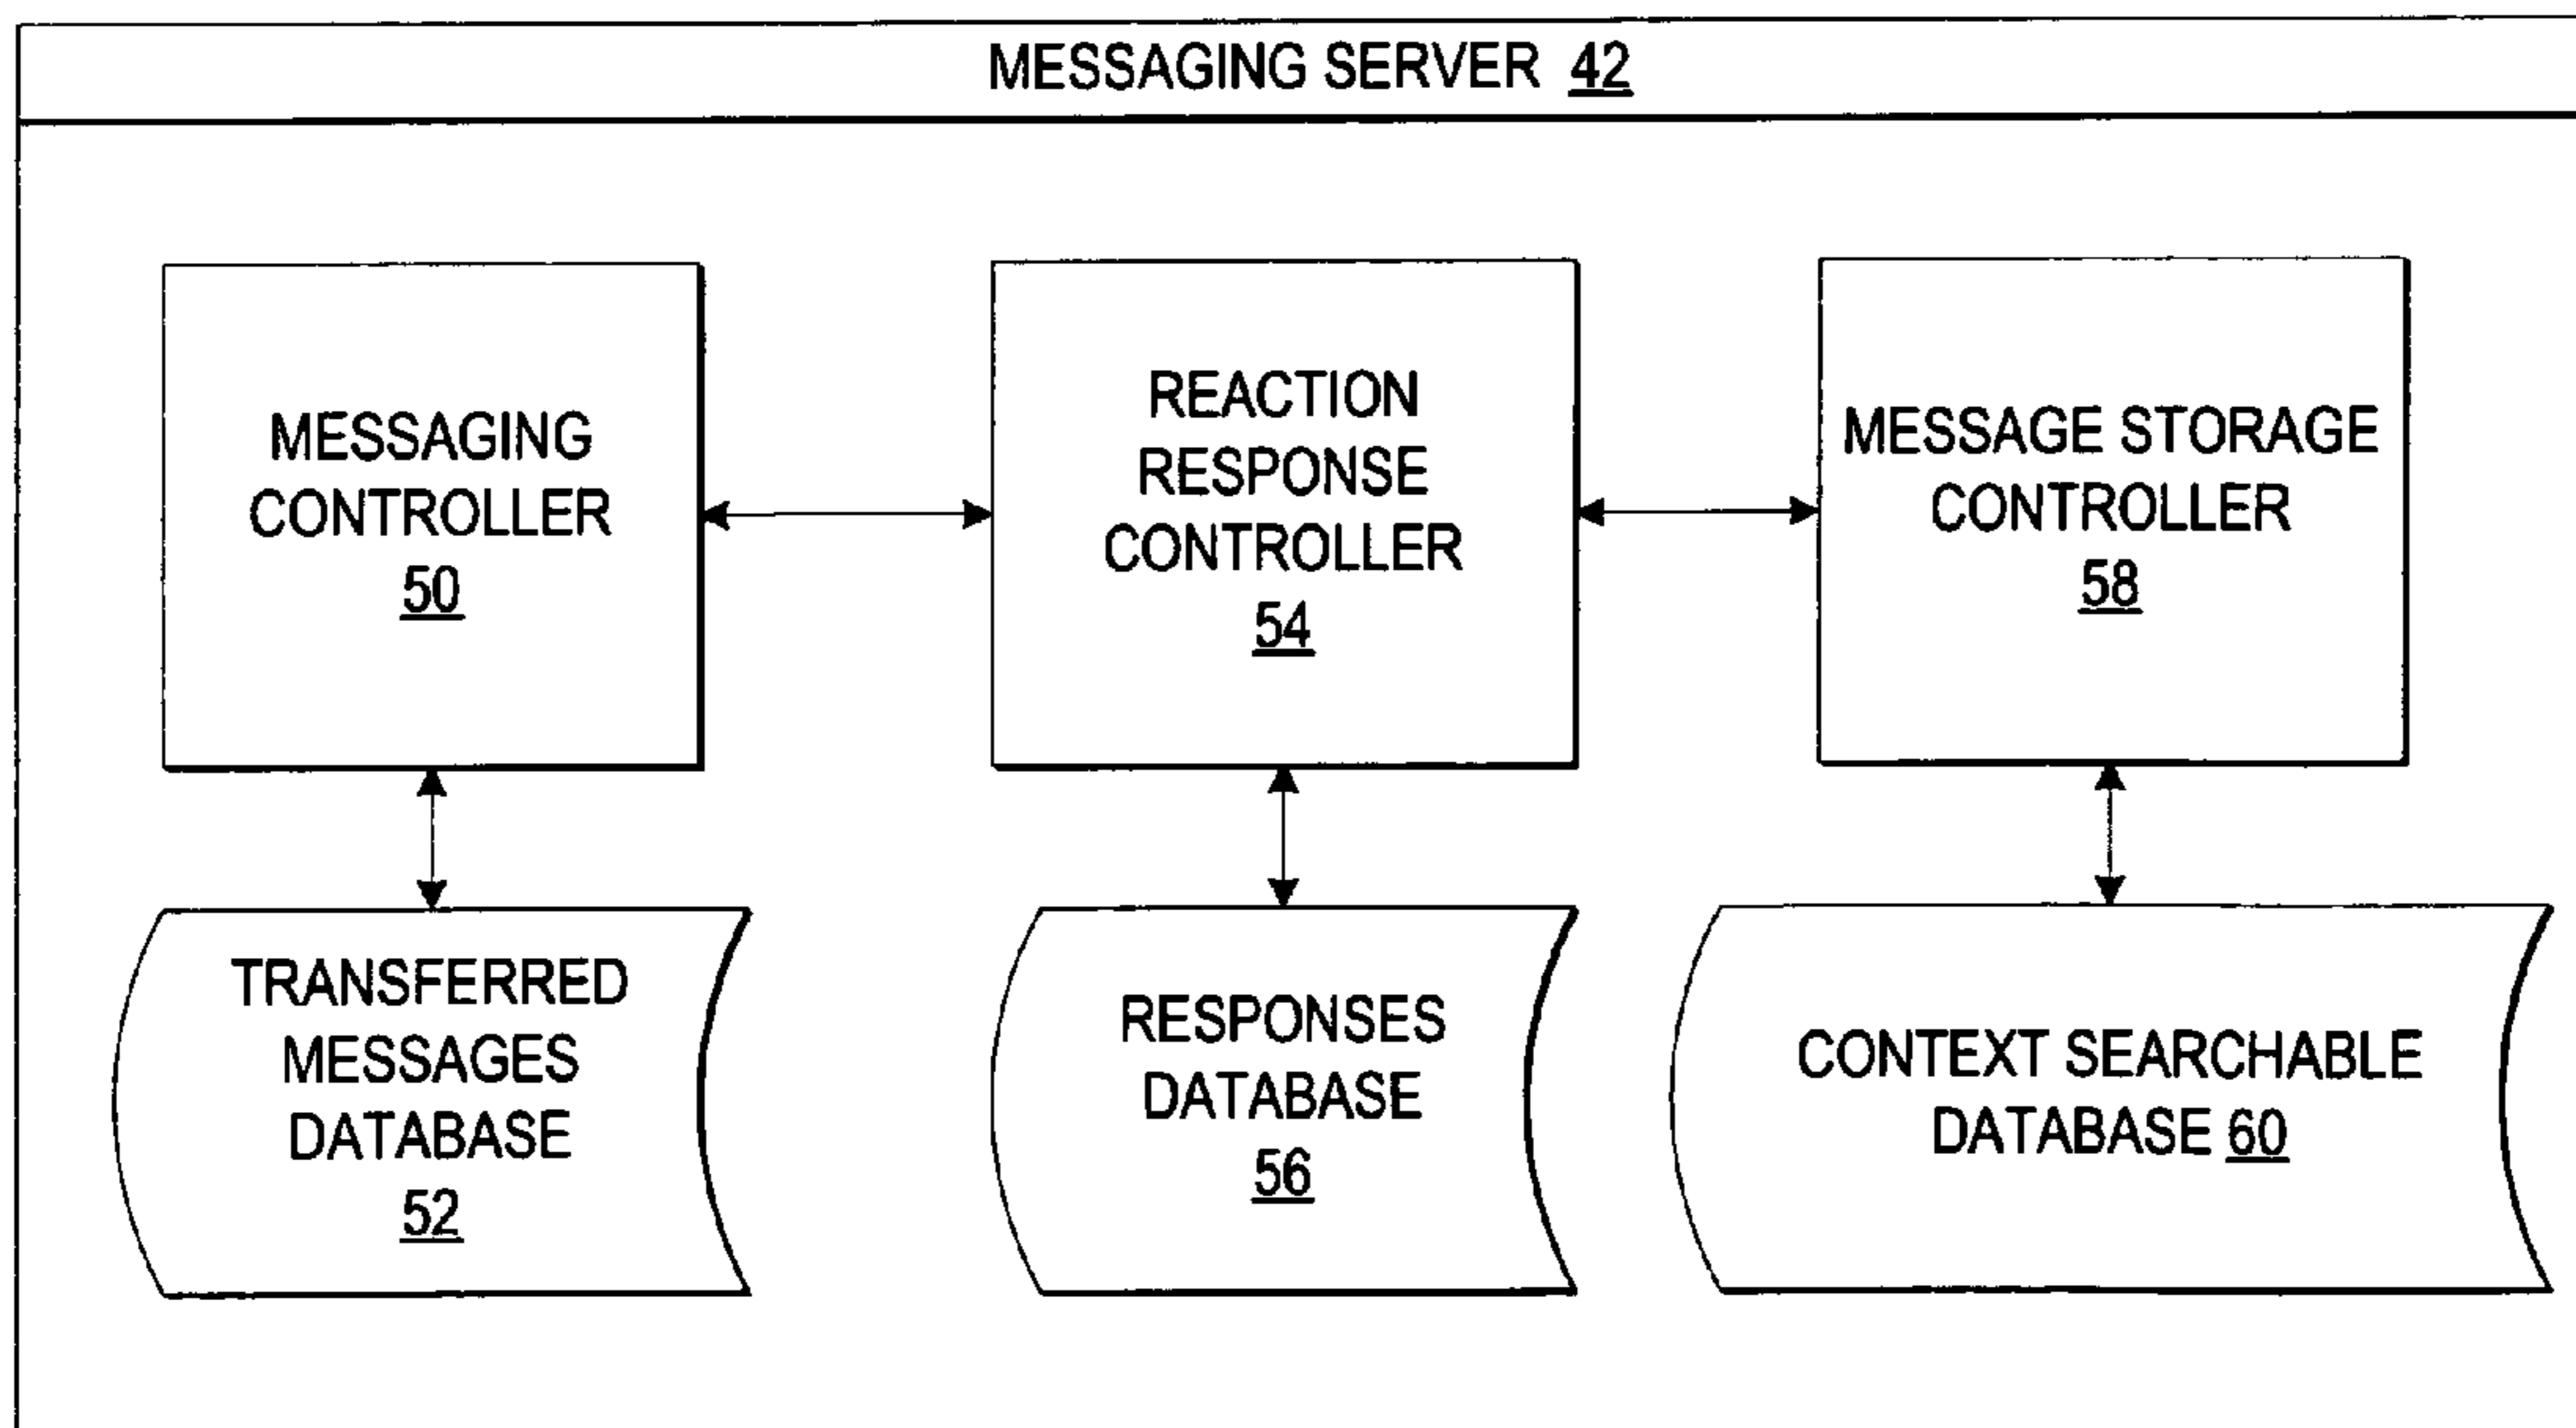 MESSAGING SERVER 42
MESSAGING
CONTROLLER
50
REACTION
RESPONSE
CONTROLLER
54
MESSAGE STORAGE
CONTROLLER
58
TRANSFERRED
MESSAGES
DATABASE
52
RESPONSES
DATABASE
56
CONTEXT SEARCHABLE
DATABASE 60